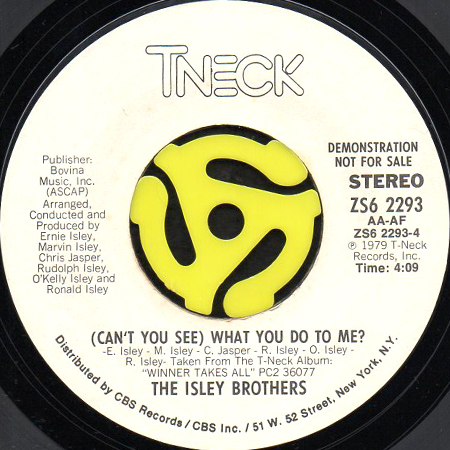 TNECK
Publisher:
Bovina
Music, Inc.
(ASCAP)
Arranged,
Conducted and
Produced by
Ernie Isley,
Marvin Isley,
Chris Jasper,
Rudolph Isley,
O'Kelly Isley and
Ronald Isley
DEMONSTRATION
NOT FOR SALE
STEREO
ZS6 2293
AA-AF
ZS6 2293-4
℗ 1979 T-Neck
Records, Inc.
Time: 4:09
(CAN'T YOU SEE) WHAT YOU DO TO ME?
-E. Isley - M. Isley - C. Jasper - R. Isley - O. Isley -
R. Isley- Taken From The T-Neck Album:
"WINNER TAKES ALL" PC2 36077
THE ISLEY BROTHERS
Distributed by CBS Records / CBS Inc. / 51 W. 52 Street, New York, N.Y.